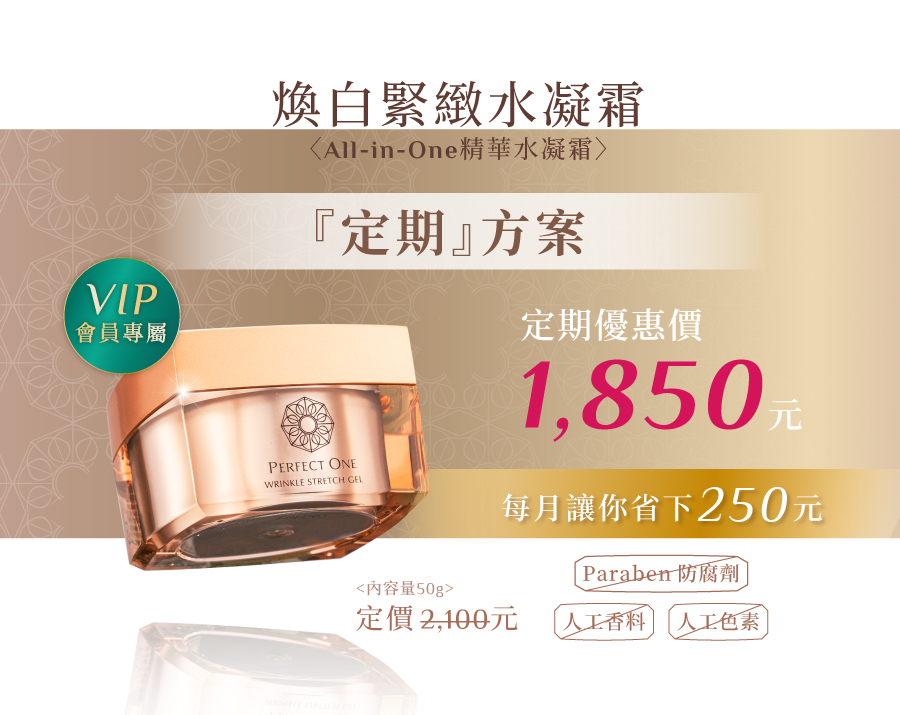 煥白緊緻水凝霜
〈All-in-One精華水凝霜〉
『定期』方案
VIP
會員專屬
定期優惠價
1,850元
PERFECT ONE
WRINKLE STRETCH GEL
每月讓你省下250元
<內容量50g>
定價 2,100元
Paraben 防腐劑
人工香料
人工色素